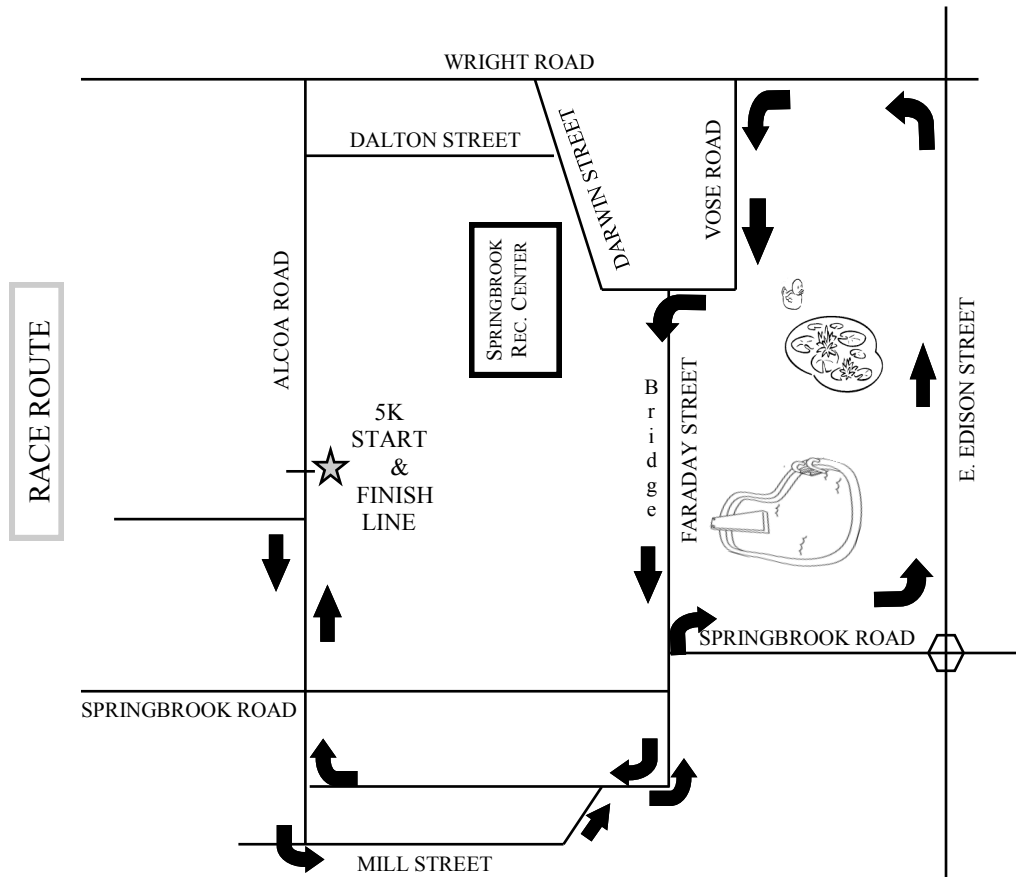 WRIGHT ROAD
DALTON STREET
DARWIN STREET
VOSE ROAD
SPRINGBROOK
REC. CENTER
ALCOA ROAD
RACE ROUTE
5K
START
&
FINISH
LINE
Bridge
FARADAY STREET
E. EDISON STREET
SPRINGBROOK ROAD
SPRINGBROOK ROAD
MILL STREET